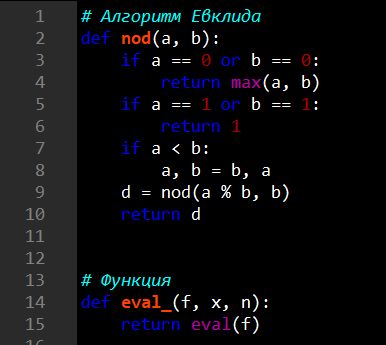 1 # Алгоритм Евклида
2 def nod(a, b):
3     if a == 0 or b == 0:
4         return max(a, b)
5     if a == 1 or b == 1:
6         return 1
7     if a < b:
8         a, b = b, a
9     d = nod(a % b, b)
10     return d
11
12
13 # Функция
14 def eval_(f, x, n):
15     return eval(f)
16